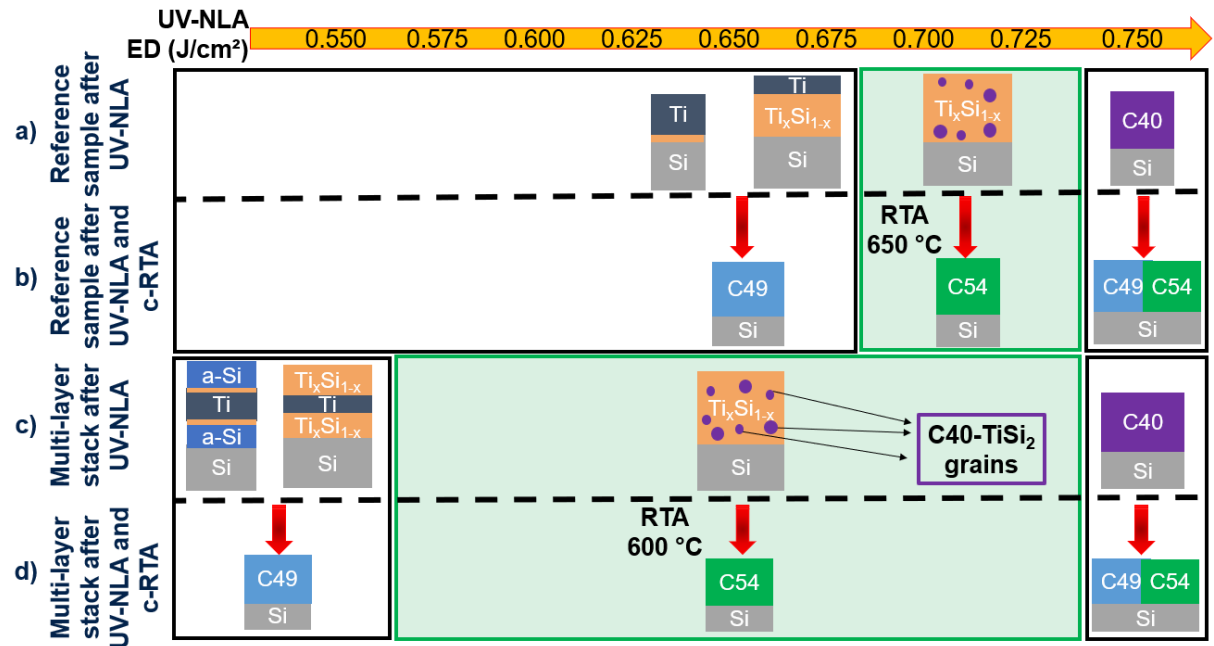 UV-NLA
ED (J/cm²)
0.550 0.575 0.600 0.625 0.650 0.675 0.700 0.725 0.750
a)
Reference
sample after
UV-NLA
Ti
Si
Ti
TiₓSi₁₋ₓ
Si
TiₓSi₁₋ₓ
Si
C40
Si
b)
Reference
sample after
UV-NLA and
c-RTA
C49
Si
RTA
650 °C
C54
Si
C49 C54
Si
c)
Multi-layer
stack after
UV-NLA
a-Si
Ti
a-Si
Si
TiₓSi₁₋ₓ
Ti
TiₓSi₁₋ₓ
Si
TiₓSi₁₋ₓ
Si
C40-TiSi₂
grains
C40
Si
d)
Multi-layer
stack after
UV-NLA and
c-RTA
C49
Si
RTA
600 °C
C54
Si
C49 C54
Si